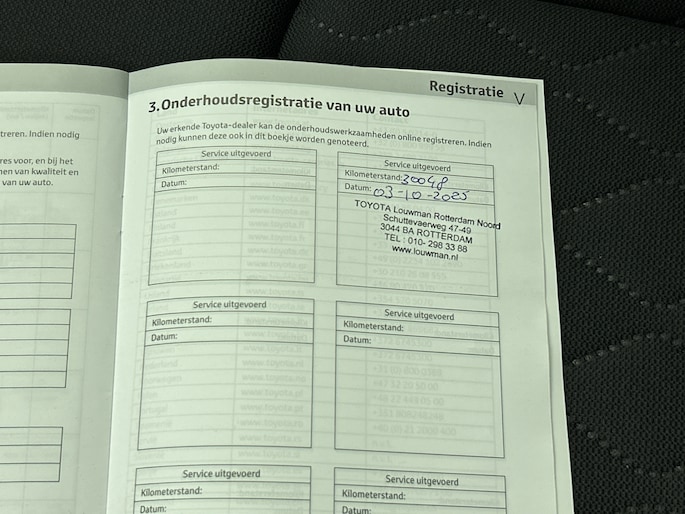 Registratie V
3.Onderhoudsregistratie van uw auto
Uw erkende Toyota-dealer kan de onderhoudswerkzaamheden online registreren. Indien
nodig kunnen deze ook in dit boekje worden genoteerd.
treren. Indien nodig
res voor, en bij het
nen van kwaliteit en
van uw auto.
Service uitgevoerd
Kilometerstand:
Datum:
Service uitgevoerd
Kilometerstand: 30048
Datum: 03-10-2025
TOYOTA Louwman Rotterdam Noord
Schuttevaerweg 47-49
3044 BA ROTTERDAM
TEL : 010- 298 33 88
www.louwman.nl
Service uitgevoerd
Kilometerstand:
Datum:
Service uitgevoerd
Kilometerstand:
Datum:
Service uitgevoerd
Kilometerstand:
Datum:
Service uitgevoerd
Kilometerstand:
Datum: